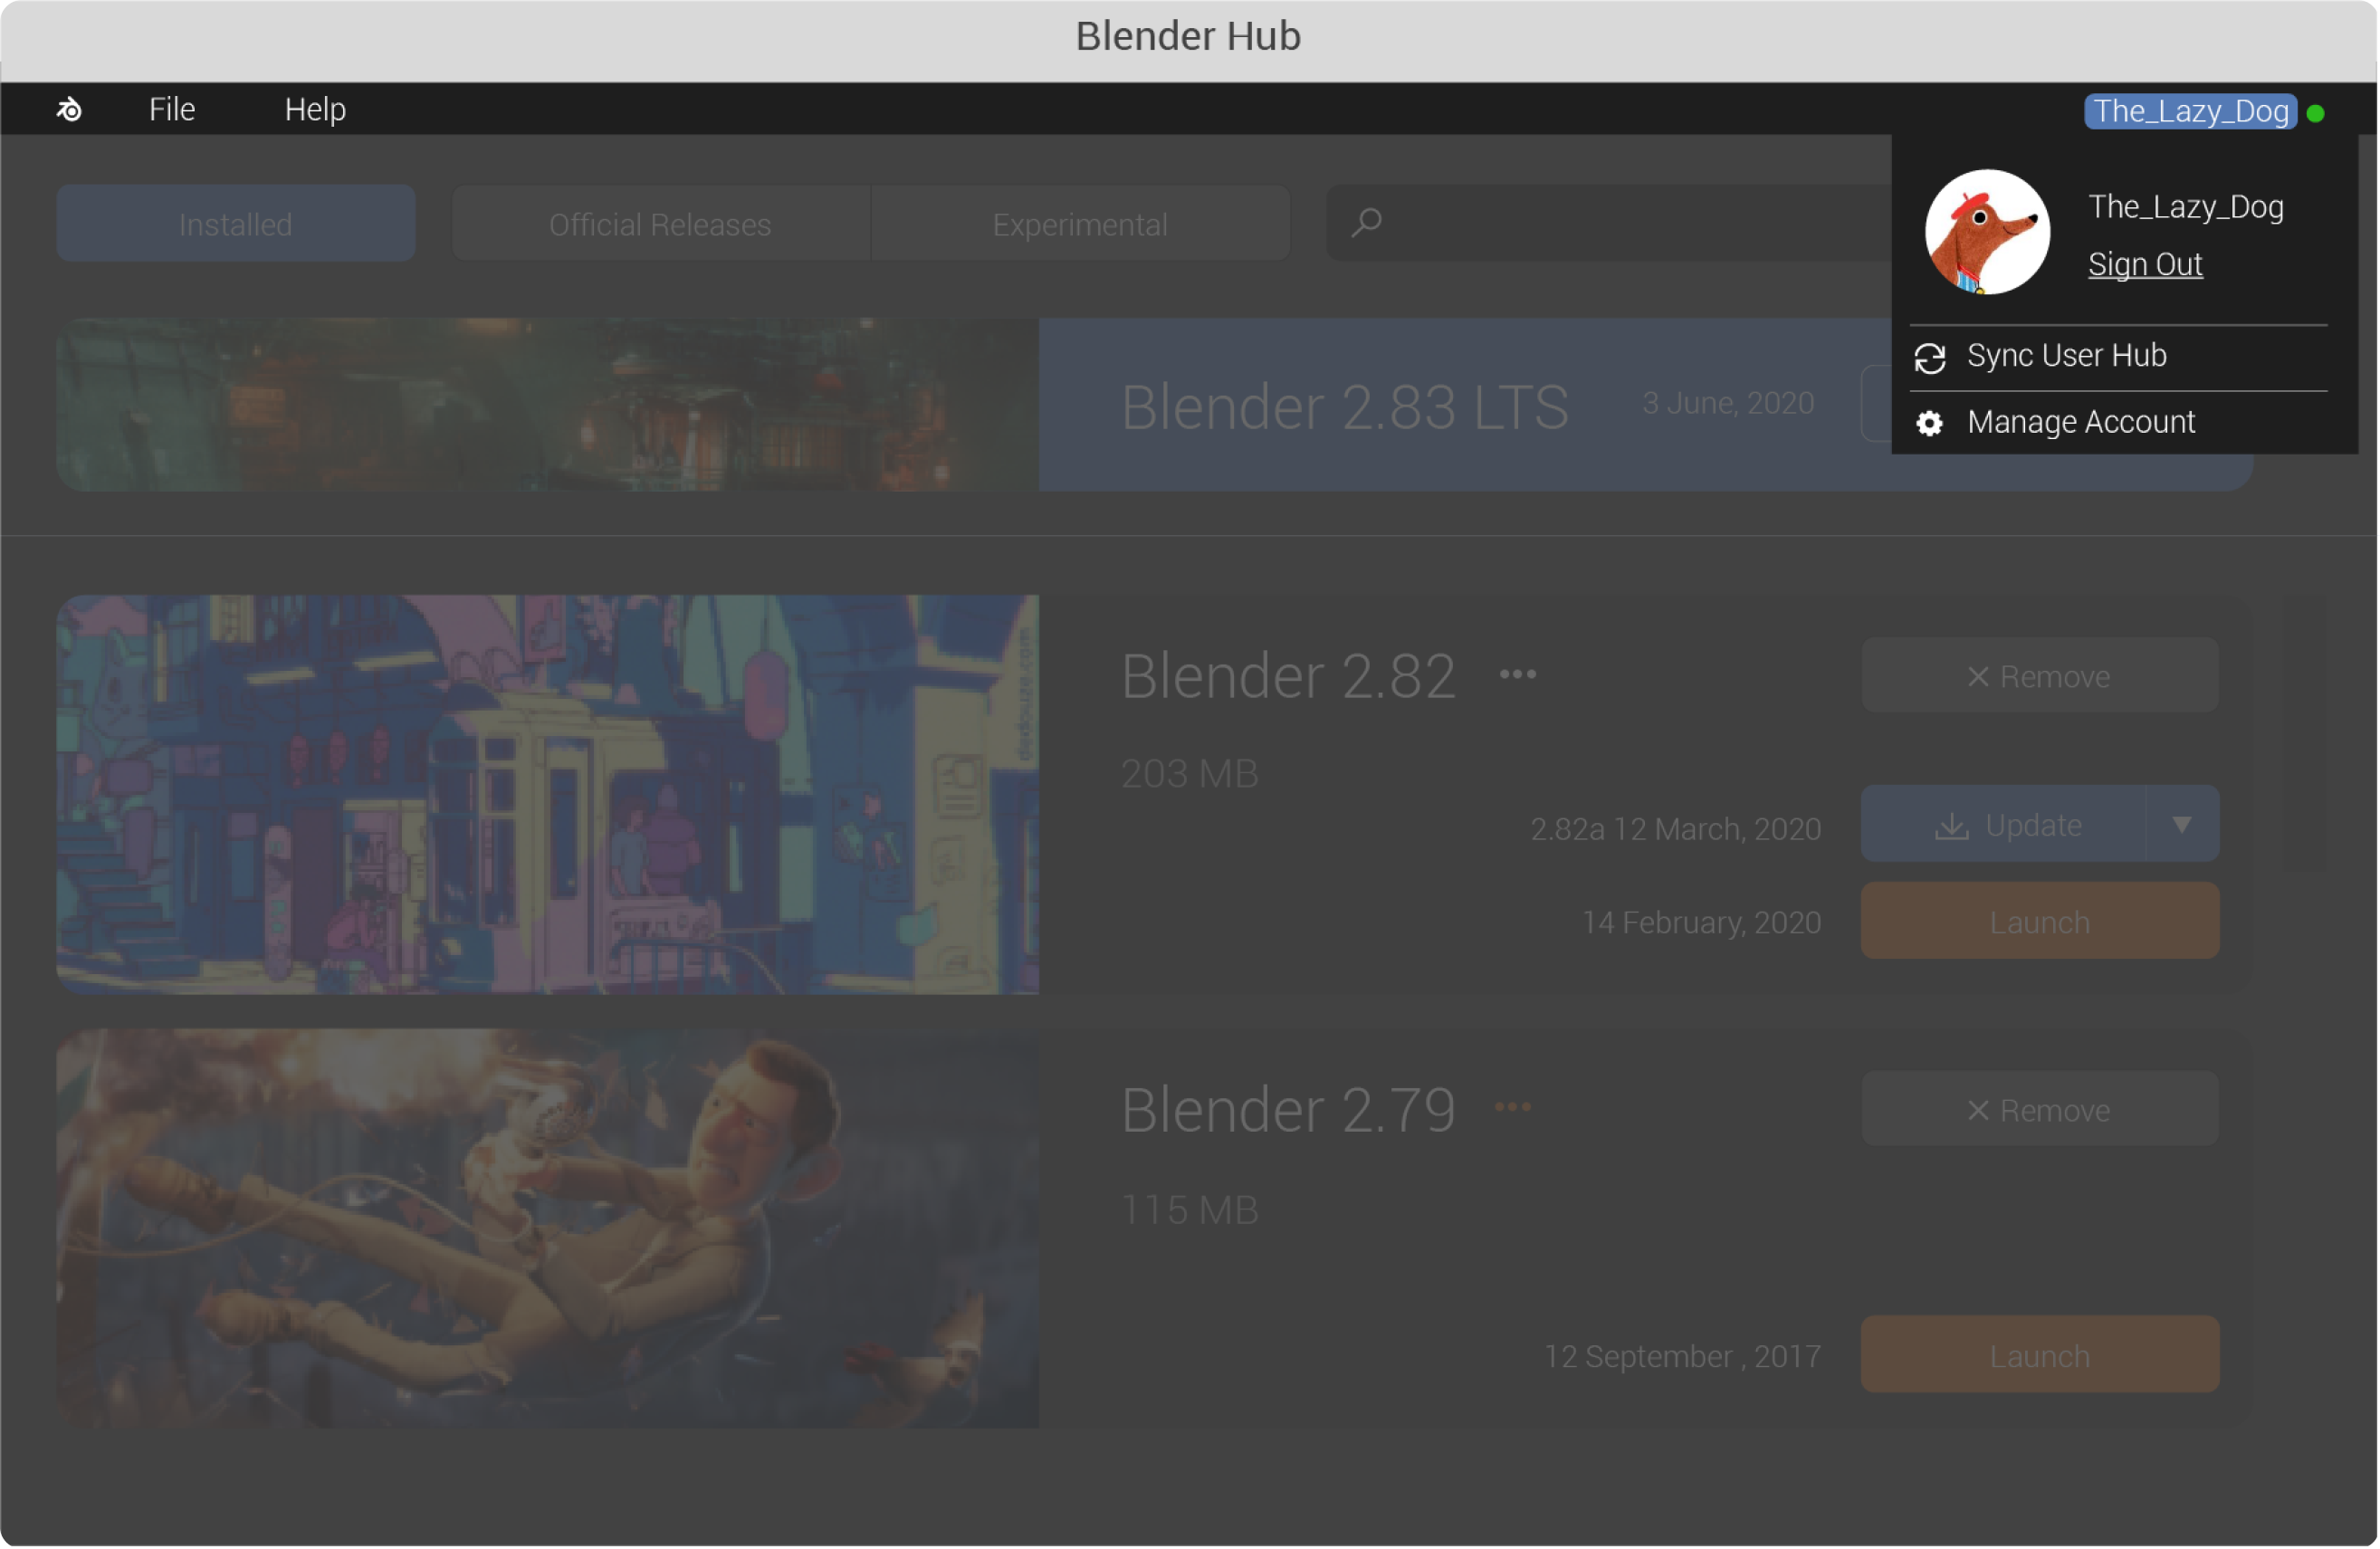 Blender Hub
File
Help
The_Lazy_Dog
The_Lazy_Dog
Sign Out
Sync User Hub
Manage Account
Installed
Official Releases
Experimental
Blender 2.83 LTS
3 June, 2020
Blender 2.82 •••
Remove
203 MB
2.82a 12 March, 2020
Update
14 February, 2020
Launch
Blender 2.79 •••
Remove
115 MB
12 September , 2017
Launch